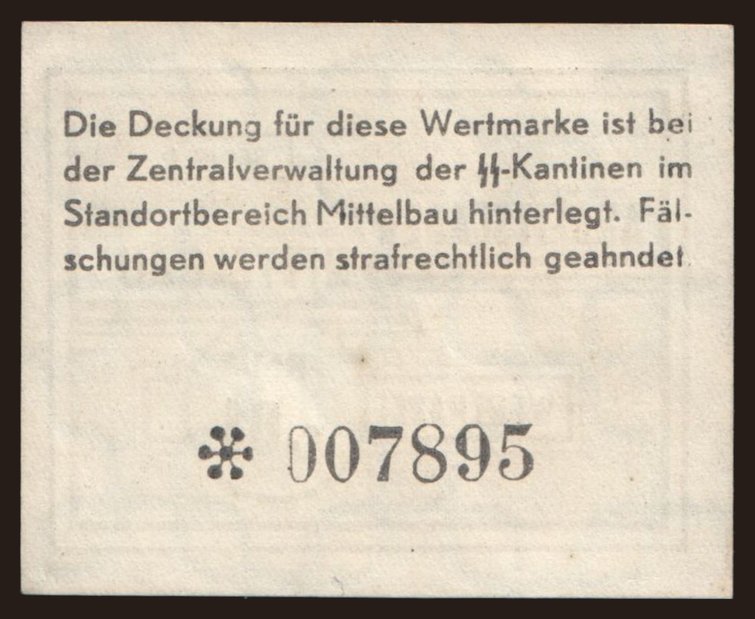 Die Deckung für diese Wertmarke ist bei
der Zentralverwaltung der ᛋᛋ-Kantinen im
Standortbereich Mittelbau hinterlegt. Fäl-
schungen werden strafrechtlich geahndet.
* 007895